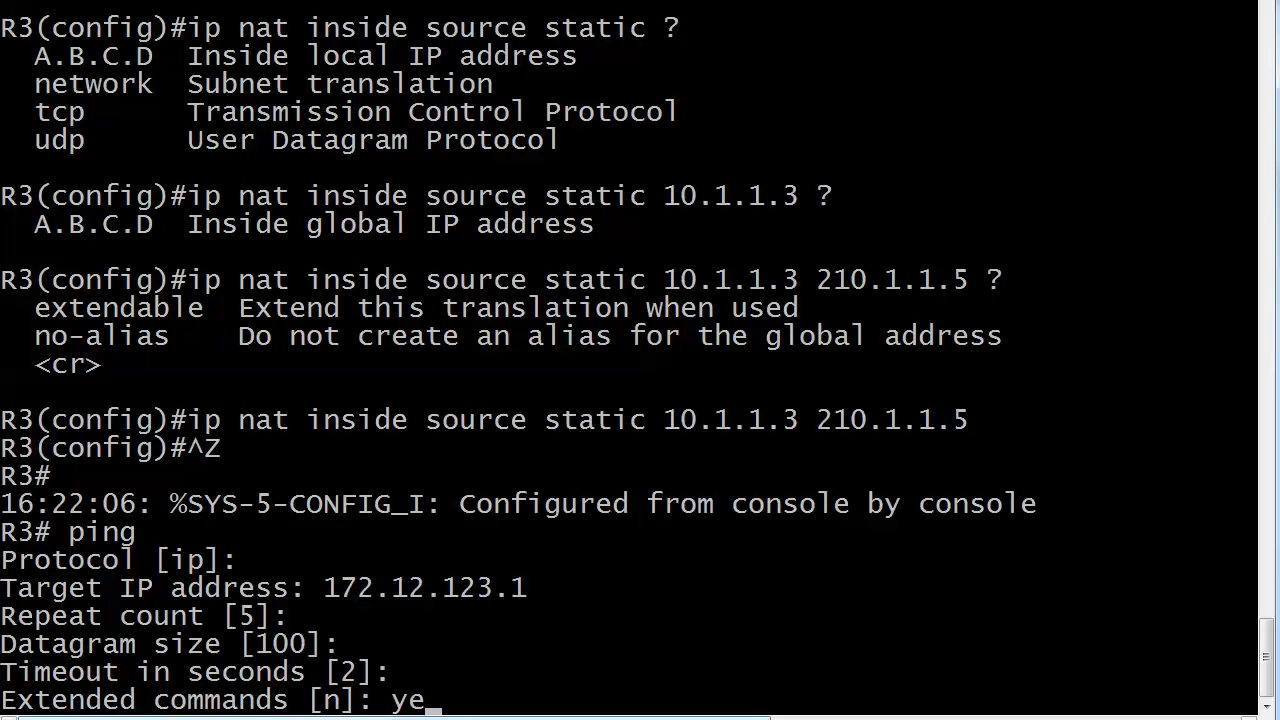 R3(config)#ip nat inside source static ?
A.B.C.D  Inside local IP address
network  Subnet translation
tcp      Transmission Control Protocol
udp      User Datagram Protocol
R3(config)#ip nat inside source static 10.1.1.3 ?
A.B.C.D  Inside global IP address
R3(config)#ip nat inside source static 10.1.1.3 210.1.1.5 ?
extendable  Extend this translation when used
no-alias    Do not create an alias for the global address
<cr>
R3(config)#ip nat inside source static 10.1.1.3 210.1.1.5
R3(config)#^Z
R3#
16:22:06: %SYS-5-CONFIG_I: Configured from console by console
R3# ping
Protocol [ip]:
Target IP address: 172.12.123.1
Repeat count [5]:
Datagram size [100]:
Timeout in seconds [2]:
Extended commands [n]: ye_